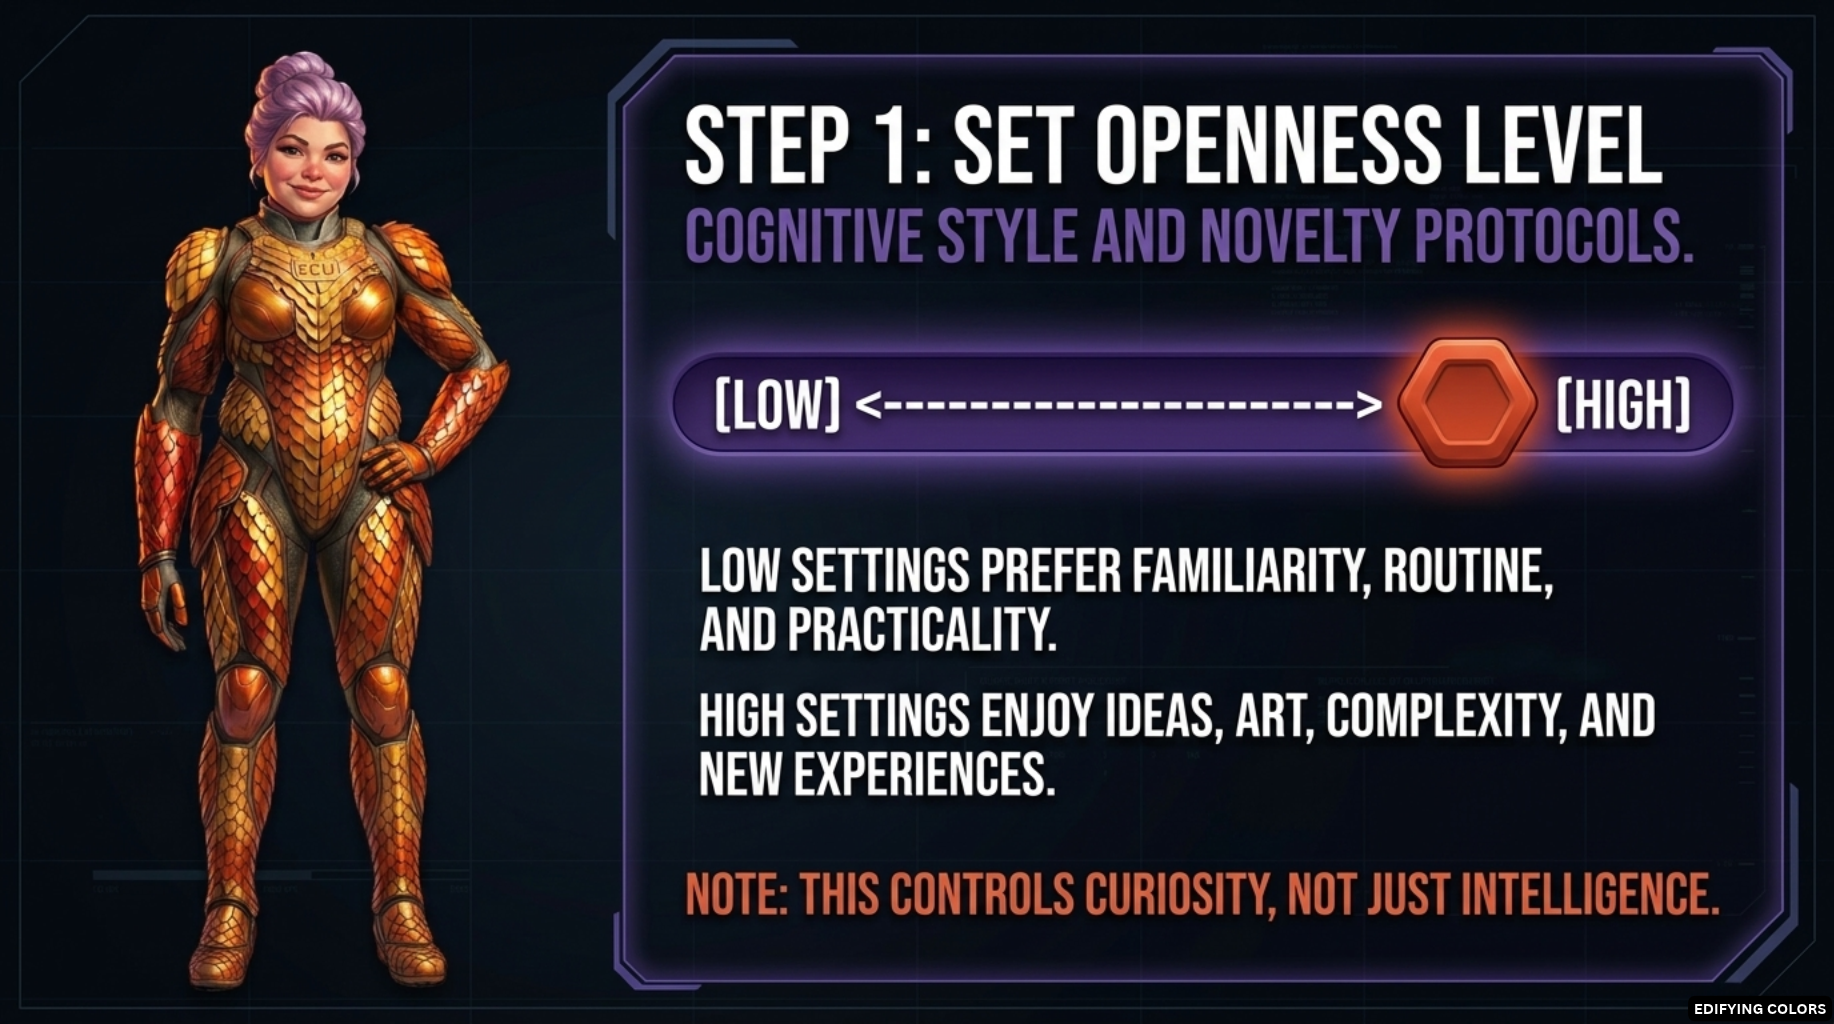 ECU
STEP 1: SET OPENNESS LEVEL
COGNITIVE STYLE AND NOVELTY PROTOCOLS.
[LOW] <----------------------> [HIGH]
LOW SETTINGS PREFER FAMILIARITY, ROUTINE,
AND PRACTICALITY.
HIGH SETTINGS ENJOY IDEAS, ART, COMPLEXITY, AND
NEW EXPERIENCES.
NOTE: THIS CONTROLS CURIOSITY, NOT JUST INTELLIGENCE.
EDIFYING COLORS